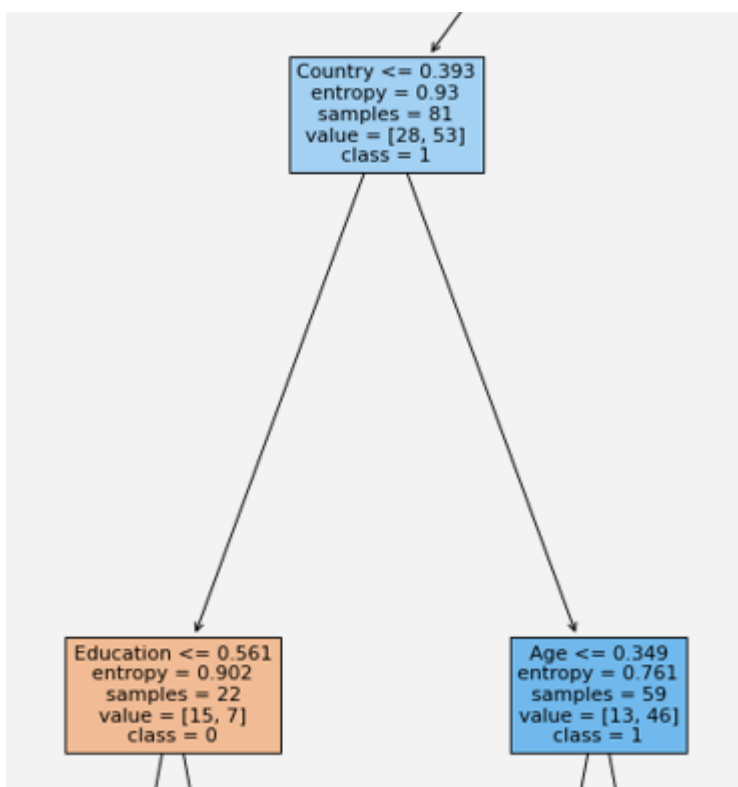 Country <= 0.393
entropy = 0.93
samples = 81
value = [28, 53]
class = 1
Education <= 0.561
entropy = 0.902
samples = 22
value = [15, 7]
class = 0
Age <= 0.349
entropy = 0.761
samples = 59
value = [13, 46]
class = 1